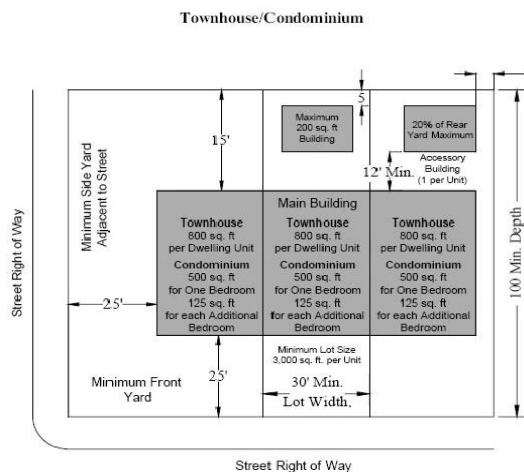 Townhouse/Condominium
5
Maximum
200 sq. ft
Building
20% of Rear
Yard Maximum
15'
12' Min.
Accessory
Building
(1 per Unit)
Minimum Side Yard
Adjacent to Street
Street Right of Way
Main Building
Townhouse
800 sq. ft
per Dwelling Unit
Condominium
500 sq. ft
for One Bedroom
125 sq. ft
for each Additional
Bedroom
Townhouse
800 sq. ft
per Dwelling Unit
Condominium
500 sq. ft
for One Bedroom
125 sq. ft
for each Additional
Bedroom
Townhouse
800 sq. ft
per Dwelling Unit
Condominium
500 sq. ft
for One Bedroom
125 sq. ft
for each Additional
Bedroom
100 Min. Depth
25'
25'
Minimum Lot Size
3,000 sq. ft. per Unit
Minimum Front
Yard
30' Min.
Lot Width.
Street Right of Way